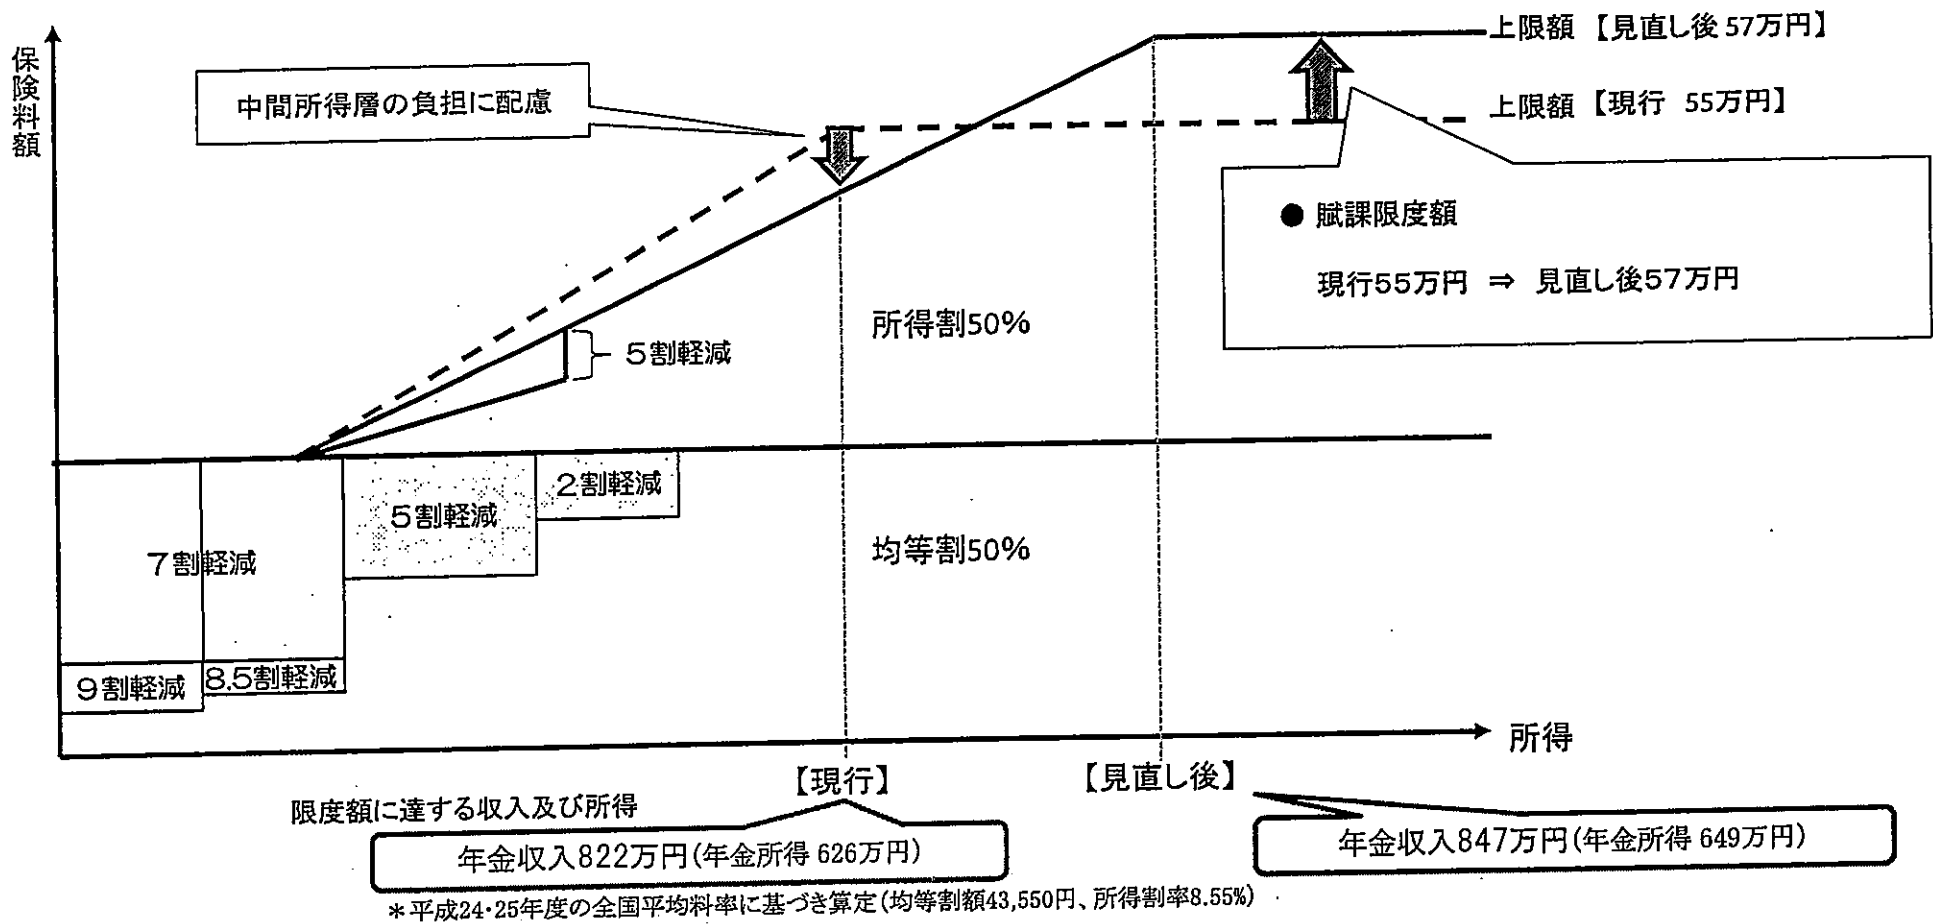 保険料額
上限額 【見直し後 57万円】
中間所得層の負担に配慮
上限額 【現行 55万円】
● 賦課限度額
現行55万円 ⇒ 見直し後57万円
所得割50%
5割軽減
2割軽減
5割軽減
均等割50%
7割軽減
9割軽減
8.5割軽減
所得
【現行】
【見直し後】
限度額に達する収入及び所得
年金収入822万円(年金所得 626万円)
年金収入847万円(年金所得 649万円)
＊平成24・25年度の全国平均料率に基づき算定(均等割額43,550円、所得割率8.55%)